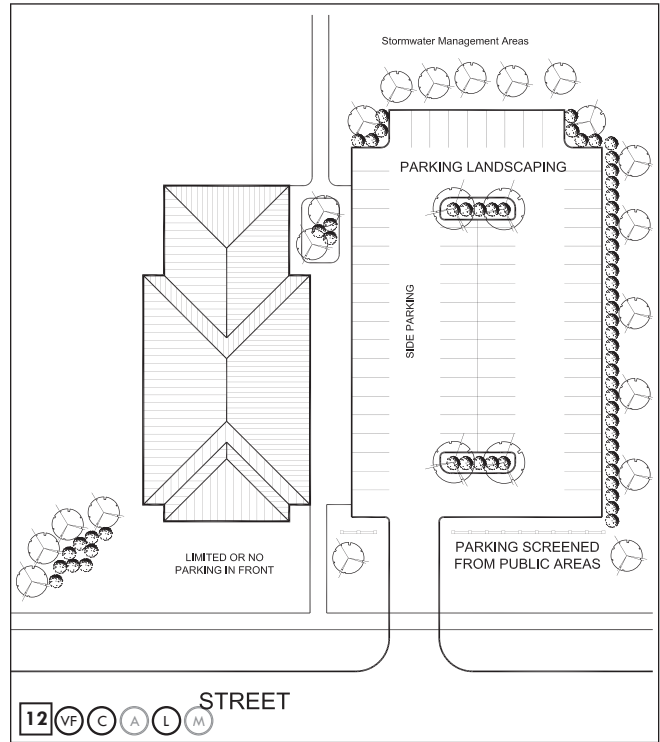 Stormwater Management Areas
PARKING LANDSCAPING
SIDE PARKING
LIMITED OR NO
PARKING IN FRONT
PARKING SCREENED
FROM PUBLIC AREAS
STREET
12 VF C A L M